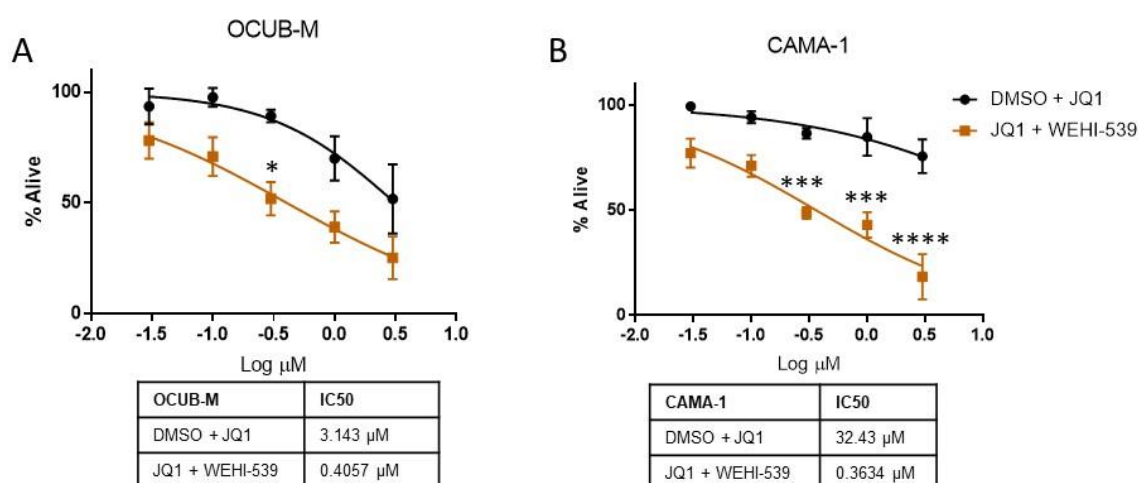 A
OCUB-M
% Alive
100
50
0
*
-2.0 -1.5 -1.0 -0.5 0.0 0.5 1.0
Log µM
OCUB-M IC50
DMSO + JQ1 3.143 µM
JQ1 + WEHI-539 0.4057 µM
B
CAMA-1
DMSO + JQ1
JQ1 + WEHI-539
% Alive
100
50
0
***
***
****
-2.0 -1.5 -1.0 -0.5 0.0 0.5 1.0
Log µM
CAMA-1 IC50
DMSO + JQ1 32.43 µM
JQ1 + WEHI-539 0.3634 µM